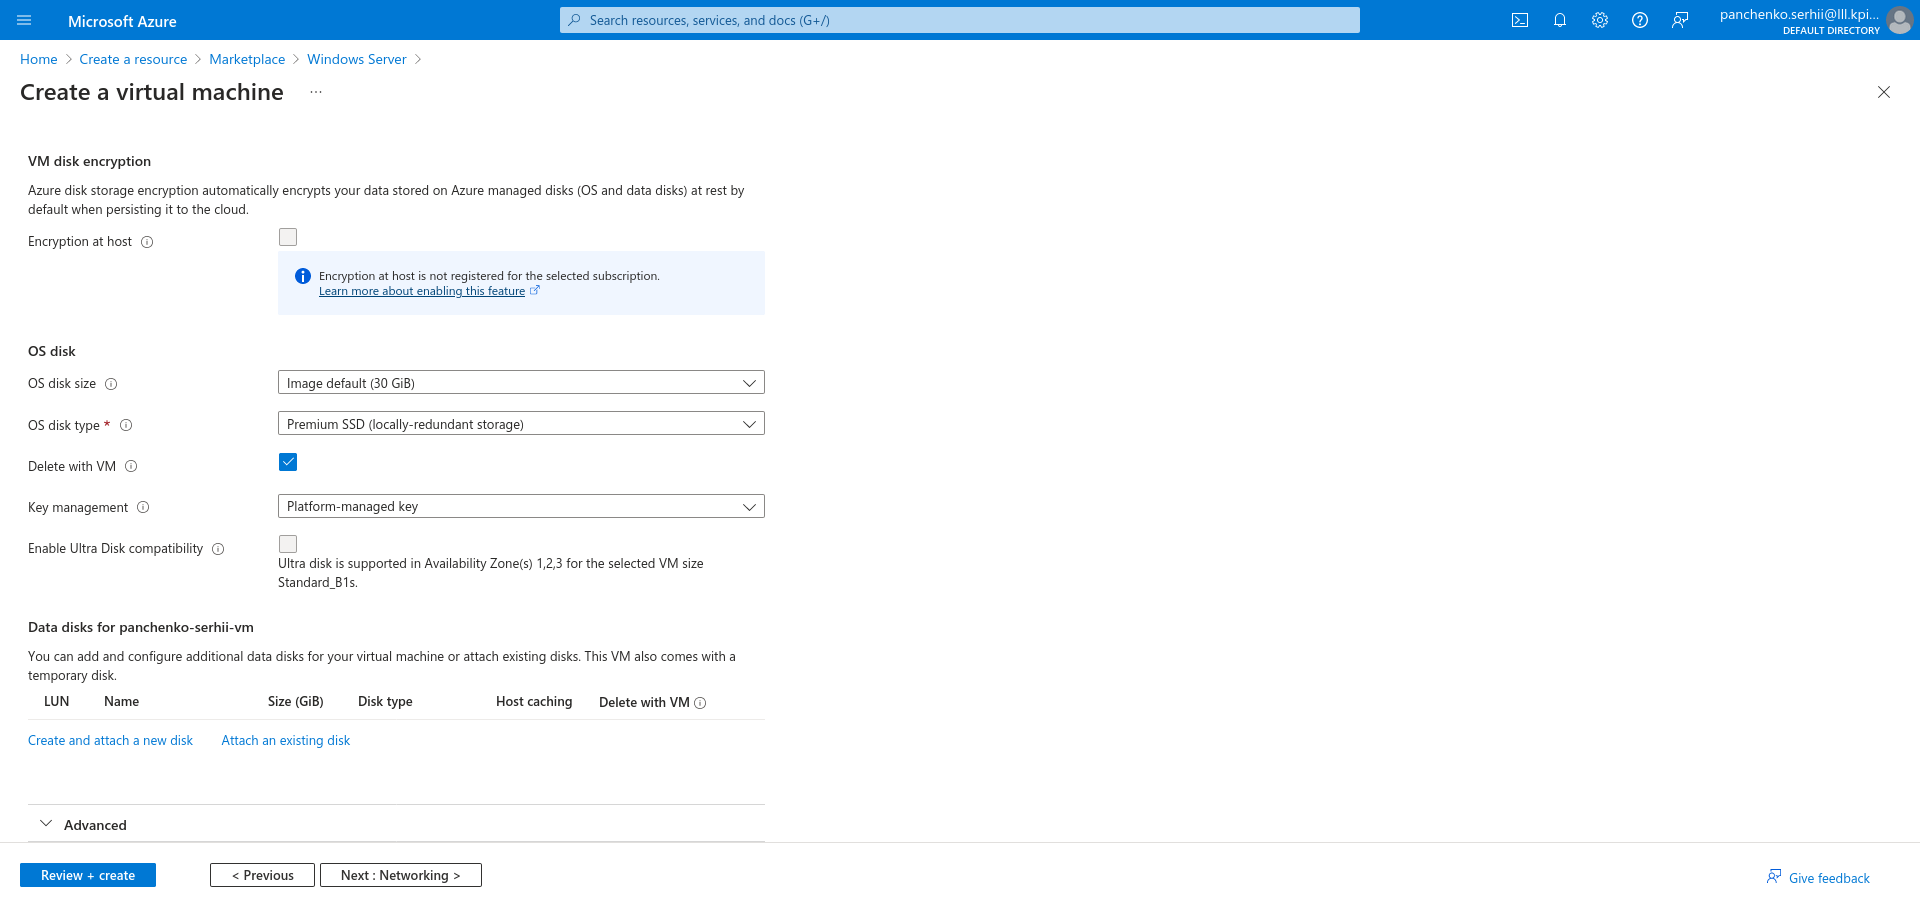 Microsoft Azure
Search resources, services, and docs (G+/)
panchenko.serhii@lll.kpi...
DEFAULT DIRECTORY
Home > Create a resource > Marketplace > Windows Server >
Create a virtual machine ...
VM disk encryption
Azure disk storage encryption automatically encrypts your data stored on Azure managed disks (OS and data disks) at rest by
default when persisting it to the cloud.
Encryption at host
Encryption at host is not registered for the selected subscription.
Learn more about enabling this feature
OS disk
OS disk size
Image default (30 GiB)
OS disk type *
Premium SSD (locally-redundant storage)
Delete with VM
Key management
Platform-managed key
Enable Ultra Disk compatibility
Ultra disk is supported in Availability Zone(s) 1,2,3 for the selected VM size
Standard_B1s.
Data disks for panchenko-serhii-vm
You can add and configure additional data disks for your virtual machine or attach existing disks. This VM also comes with a
temporary disk.
LUN Name Size (GiB) Disk type Host caching Delete with VM
Create and attach a new disk Attach an existing disk
Advanced
Review + create < Previous Next : Networking > Give feedback